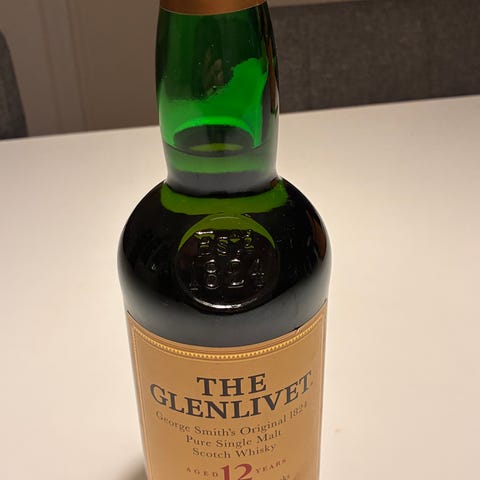 Estd
1824
THE
GLENLIVET.
George Smith's Original 1824
Pure Single Malt
Scotch Whisky
AGED 12 YEARS